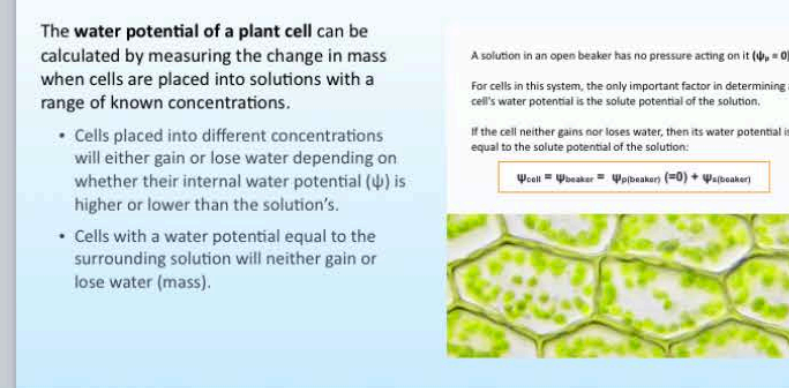 The water potential of a plant cell can be
calculated by measuring the change in mass
when cells are placed into solutions with a
range of known concentrations.
• Cells placed into different concentrations
will either gain or lose water depending on
whether their internal water potential (ψ) is
higher or lower than the solution's.
• Cells with a water potential equal to the
surrounding solution will neither gain or
lose water (mass).
A solution in an open beaker has no pressure acting on it (ψp = 0)
For cells in this system, the only important factor in determining
cell's water potential is the solute potential of the solution.
If the cell neither gains nor loses water, then its water potential is
equal to the solute potential of the solution:
Ψcell = Ψbeaker = Ψp(beaker) (=0) + Ψs(beaker)